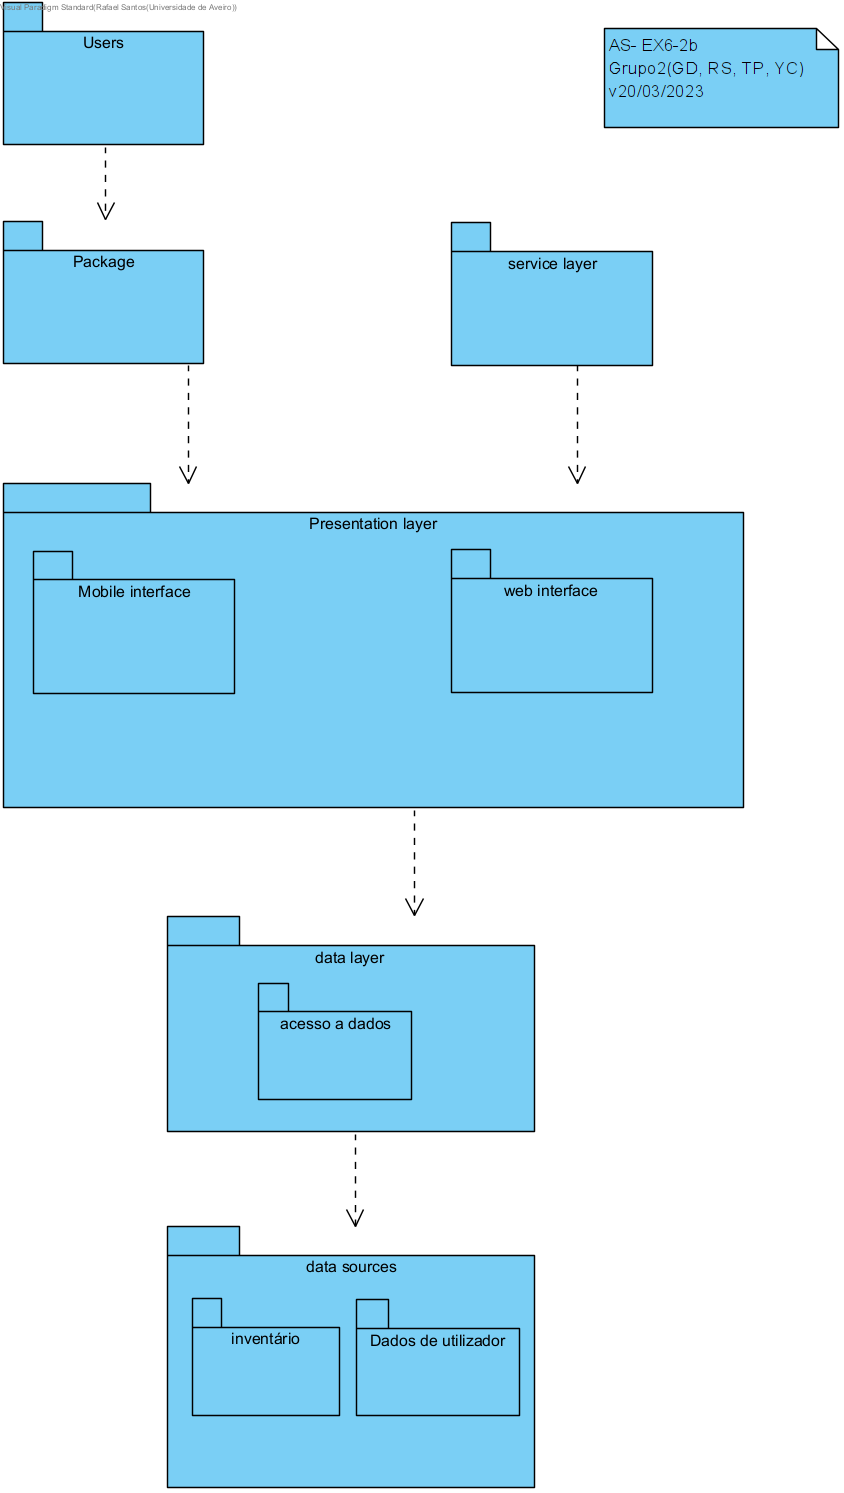 Visual Paradigm Standard(Rafael Santos(Universidade de Aveiro))
Users
AS- EX6-2b
Grupo2(GD, RS, TP, YC)
v20/03/2023
Package
service layer
Presentation layer
Mobile interface
web interface
data layer
acesso a dados
data sources
inventário
Dados de utilizador